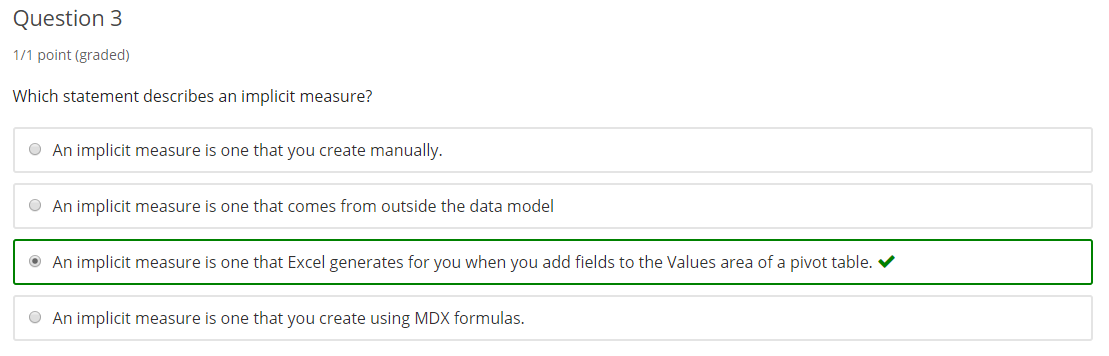 Question 3
1/1 point (graded)
Which statement describes an implicit measure?
An implicit measure is one that you create manually.
An implicit measure is one that comes from outside the data model
An implicit measure is one that Excel generates for you when you add fields to the Values area of a pivot table.
An implicit measure is one that you create using MDX formulas.